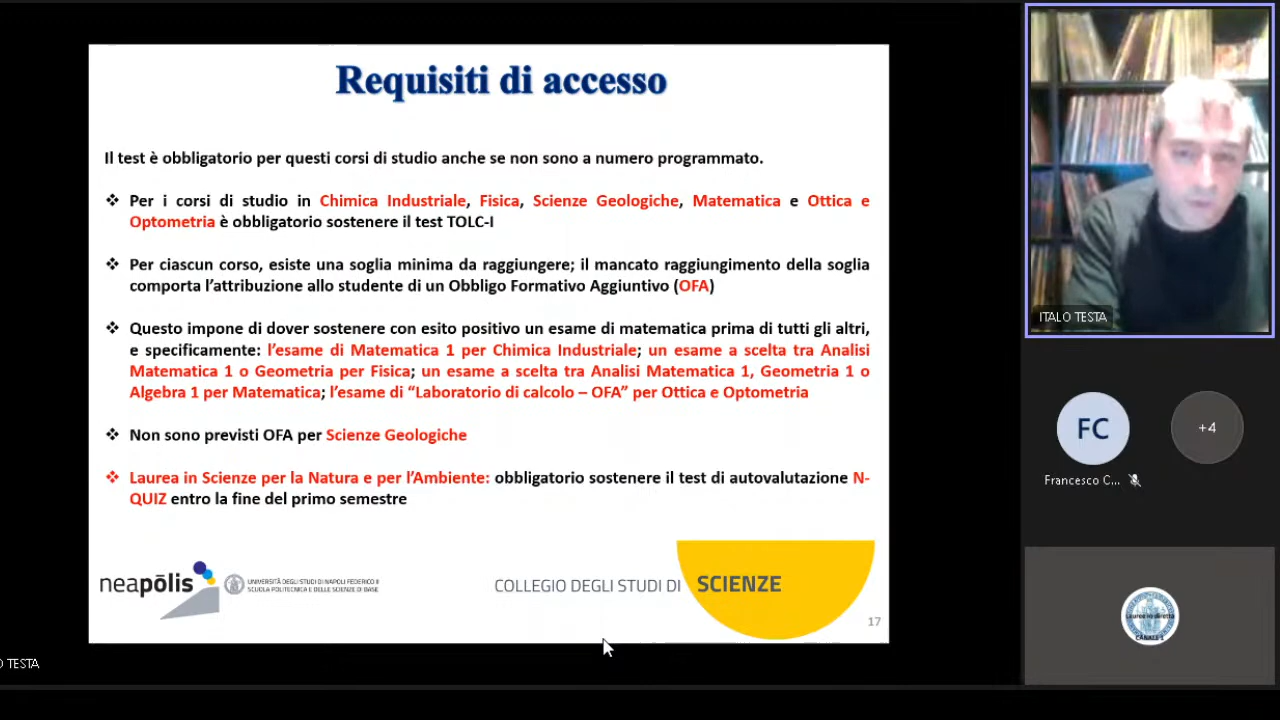 Requisiti di accesso
Il test è obbligatorio per questi corsi di studio anche se non sono a numero programmato.
❖ Per i corsi di studio in Chimica Industriale, Fisica, Scienze Geologiche, Matematica e Ottica e
Optometria è obbligatorio sostenere il test TOLC-I
❖ Per ciascun corso, esiste una soglia minima da raggiungere; il mancato raggiungimento della soglia
comporta l’attribuzione allo studente di un Obbligo Formativo Aggiuntivo (OFA)
❖ Questo impone di dover sostenere con esito positivo un esame di matematica prima di tutti gli altri,
e specificamente: l’esame di Matematica 1 per Chimica Industriale; un esame a scelta tra Analisi
Matematica 1 o Geometria per Fisica; un esame a scelta tra Analisi Matematica 1, Geometria 1 o
Algebra 1 per Matematica; l’esame di “Laboratorio di calcolo – OFA” per Ottica e Optometria
❖ Non sono previsti OFA per Scienze Geologiche
❖ Laurea in Scienze per la Natura e per l’Ambiente: obbligatorio sostenere il test di autovalutazione N-
QUIZ entro la fine del primo semestre
neapōlis
UNIVERSITÀ DEGLI STUDI DI NAPOLI FEDERICO II
SCUOLA POLITECNICA E DELLE SCIENZE DI BASE
COLLEGIO DEGLI STUDI DI SCIENZE
17
O TESTA
ITALO TESTA
FC
+4
Francesco C...
Lauree in diretta
CANALE 1